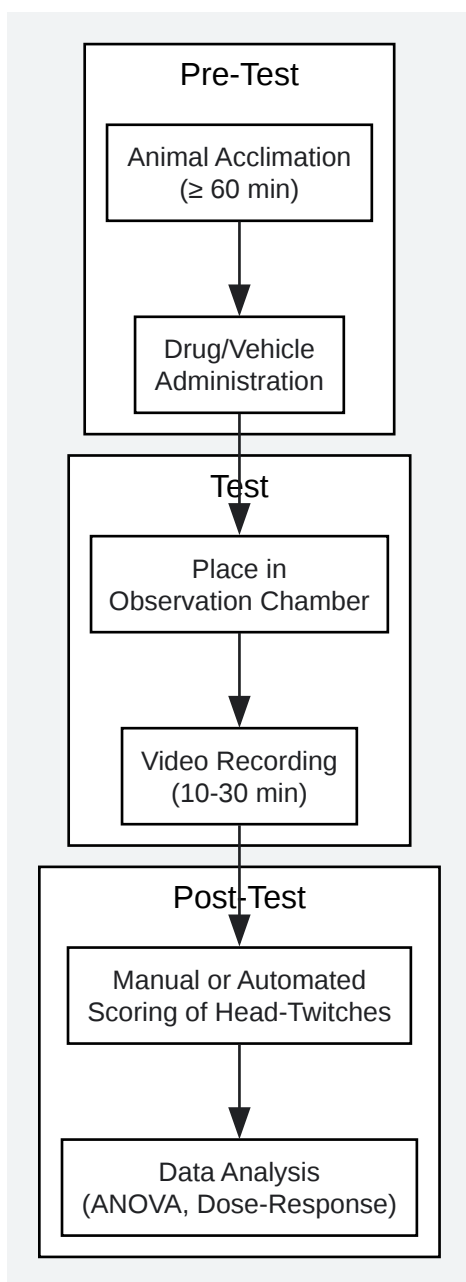 Pre-Test
Animal Acclimation
(≥ 60 min)
Drug/Vehicle
Administration
Test
Place in
Observation Chamber
Video Recording
(10-30 min)
Post-Test
Manual or Automated
Scoring of Head-Twitches
Data Analysis
(ANOVA, Dose-Response)